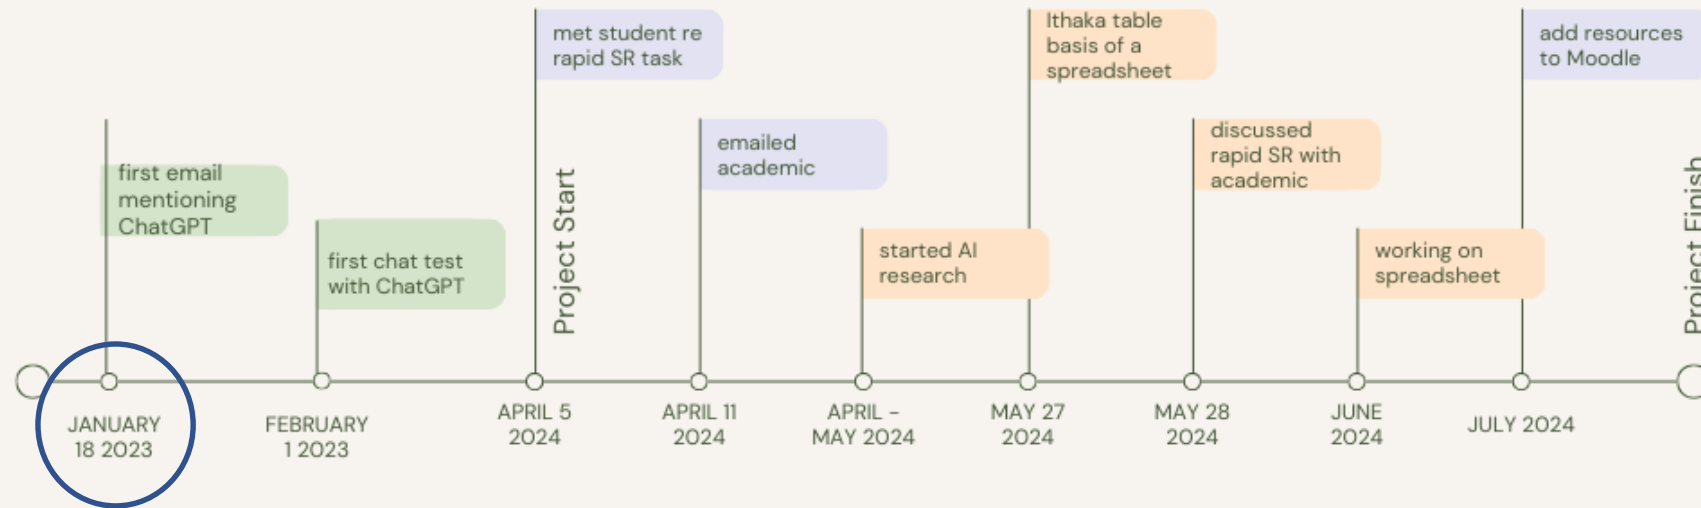 first email
mentioning
ChatGPT
JANUARY
18 2023
first chat test
with ChatGPT
FEBRUARY
1 2023
met student re
rapid SR task
Project Start
APRIL 5
2024
emailed
academic
APRIL 11
2024
started AI
research
APRIL –
MAY 2024
Ithaka table
basis of a
spreadsheet
MAY 27
2024
discussed
rapid SR with
academic
MAY 28
2024
working on
spreadsheet
JUNE
2024
add resources
to Moodle
JULY 2024
Project Finish